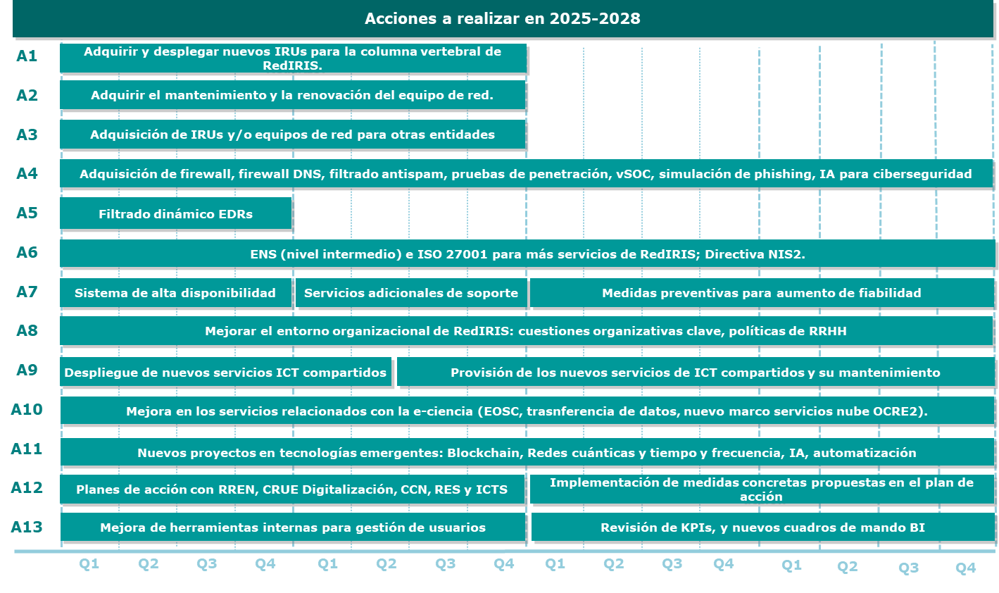 Acciones a realizar en 2025–2028
A1
Adquirir y desplegar nuevos IRUs para la columna vertebral de
RedIRIS.
A2
Adquirir el mantenimiento y la renovación del equipo de red.
A3
Adquisición de IRUs y/o equipos de red para otras entidades
A4
Adquisición de firewall, firewall DNS, filtrado antispam, pruebas de penetración, vSOC, simulación de phishing, IA para ciberseguridad
A5
Filtrado dinámico EDRs
A6
ENS (nivel intermedio) e ISO 27001 para más servicios de RedIRIS; Directiva NIS2.
A7
Sistema de alta disponibilidad
Servicios adicionales de soporte
Medidas preventivas para aumento de fiabilidad
A8
Mejorar el entorno organizacional de RedIRIS: cuestiones organizativas clave, políticas de RRHH
A9
Despliegue de nuevos servicios ICT compartidos
Provisión de los nuevos servicios de ICT compartidos y su mantenimiento
A10
Mejora en los servicios relacionados con la e-ciencia (EOSC, trasnferencia de datos, nuevo marco servicios nube OCRE2).
A11
Nuevos proyectos en tecnologías emergentes: Blockchain, Redes cuánticas y tiempo y frecuencia, IA, automatización
A12
Planes de acción con RREN, CRUE Digitalización, CCN, RES y ICTS
Implementación de medidas concretas propuestas en el plan de
acción
A13
Mejora de herramientas internas para gestión de usuarios
Revisión de KPIs, y nuevos cuadros de mando BI
Q1 Q2 Q3 Q4 Q1 Q2 Q3 Q4 Q1 Q2 Q3 Q4 Q1 Q2 Q3 Q4